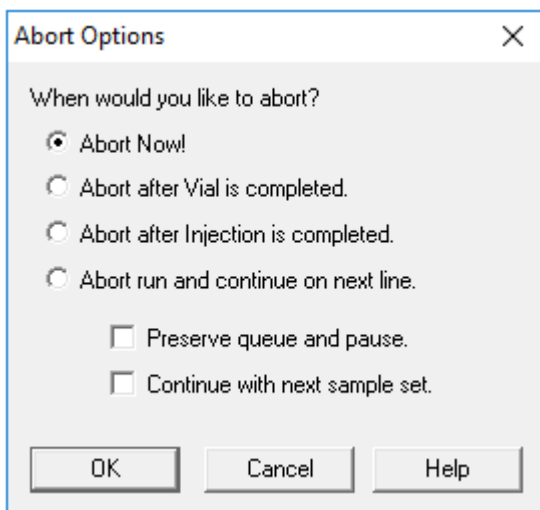 Abort Options
When would you like to abort?
Abort Now!
Abort after Vial is completed.
Abort after Injection is completed.
Abort run and continue on next line.
Preserve queue and pause.
Continue with next sample set.
OK Cancel Help